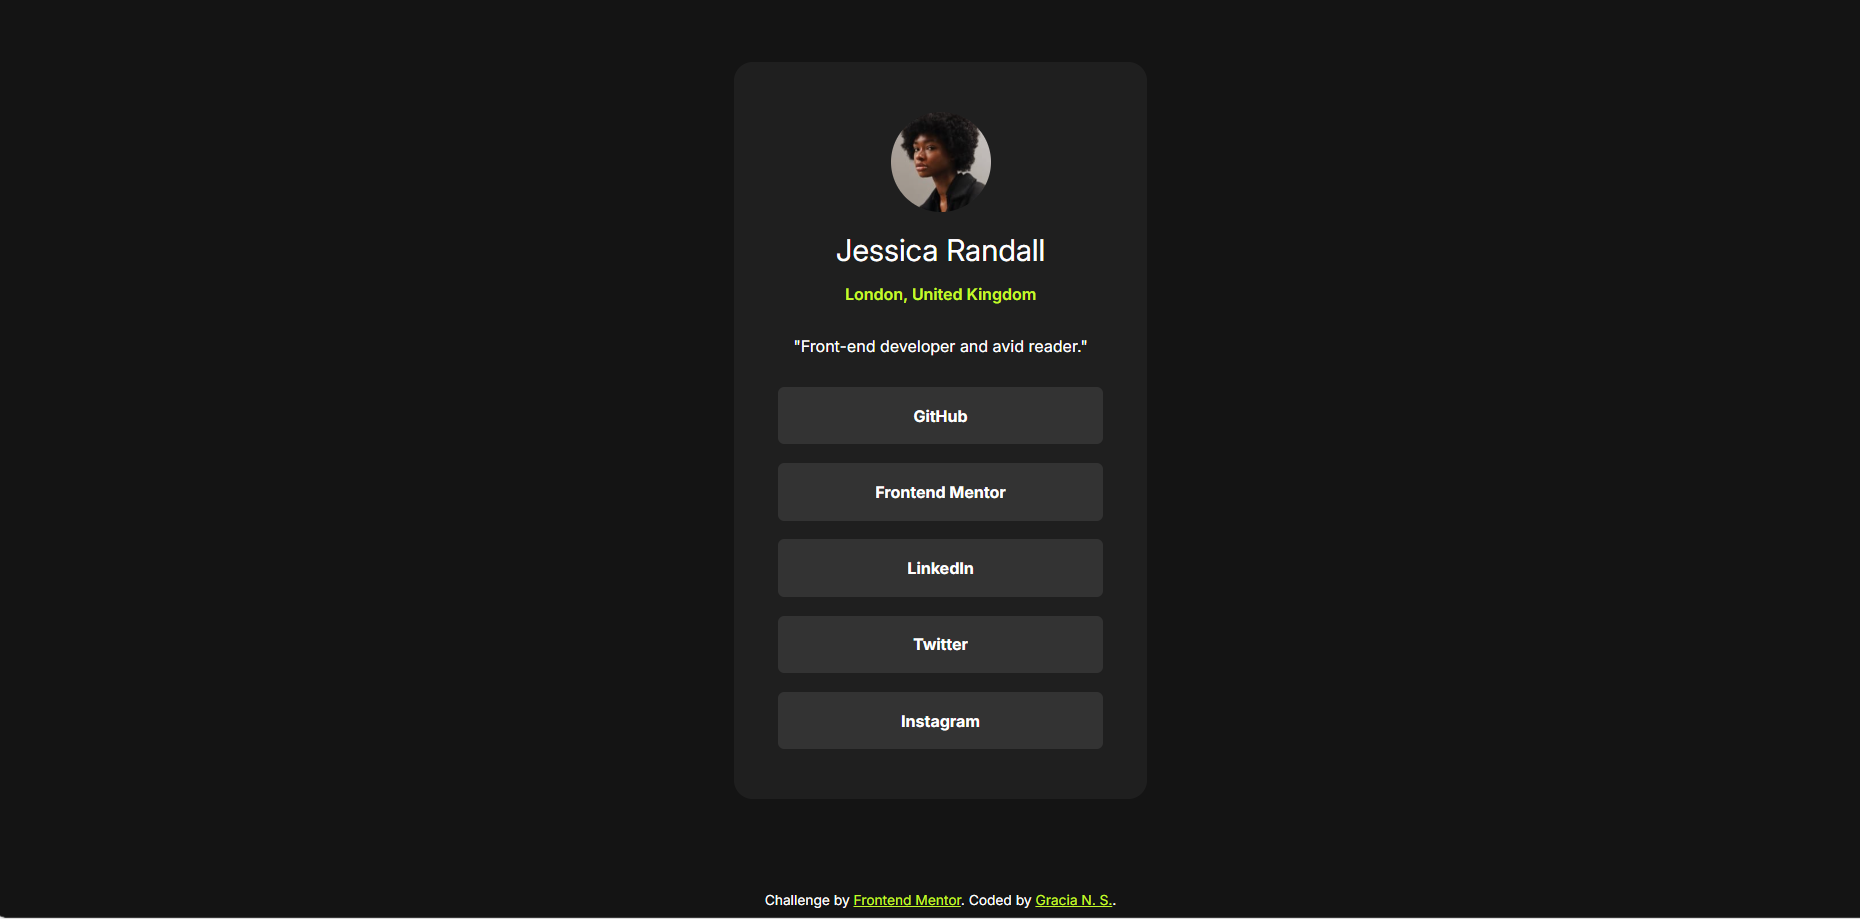 Jessica Randall
London, United Kingdom
"Front-end developer and avid reader."
GitHub
Frontend Mentor
LinkedIn
Twitter
Instagram
Challenge by Frontend Mentor. Coded by Gracia N. S..